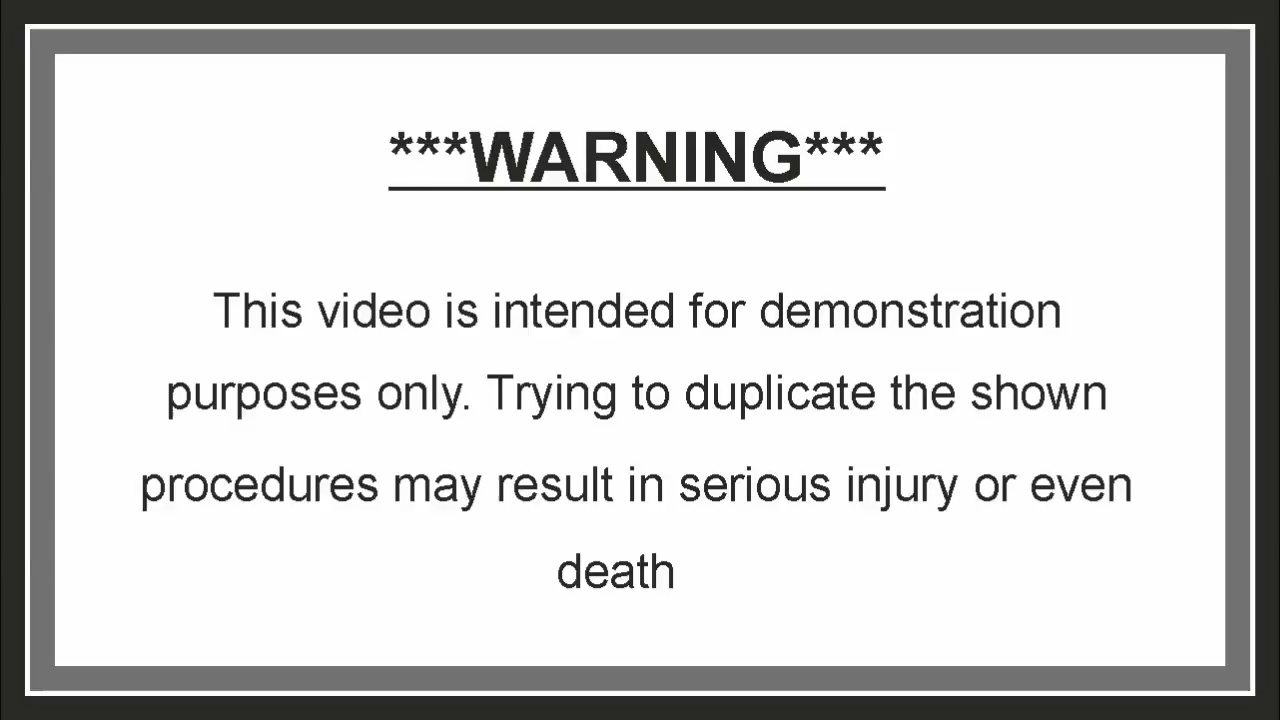 ***WARNING***
This video is intended for demonstration
purposes only. Trying to duplicate the shown
procedures may result in serious injury or even
death